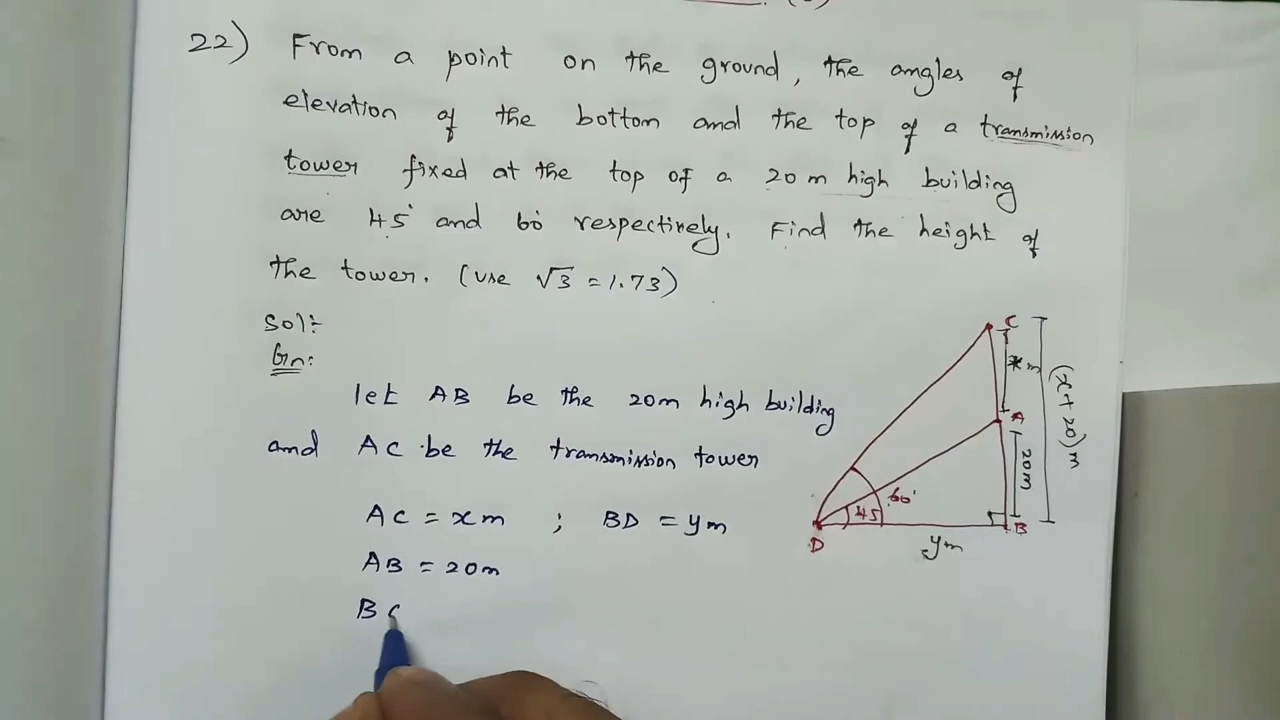 22) From a point on the ground, the angles of
elevation of the bottom and the top of a transmission
tower fixed at the top of a 20 m high building
are 45° and 60° respectively. Find the height of
the tower. (use √3 = 1.73)
Sol:-
Gn:
let AB be the 20m high building
and AC be the transmission tower
AC = x m ; BD = y m
AB = 20m
BC
C
x m
A
(x+20) m
20m
60°
45
B
D
y m